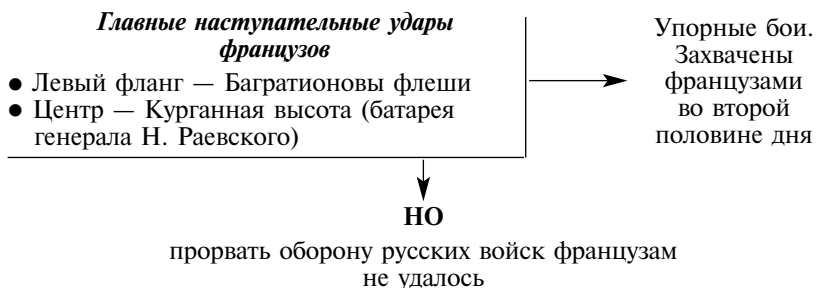 Главные наступательные удары
французов
● Левый фланг — Багратионовы флеши
● Центр — Курганная высота (батарея
генерала Н. Раевского)
Упорные бои.
Захвачены
французами
во второй
половине дня
НО
прорвать оборону русских войск французам
не удалось